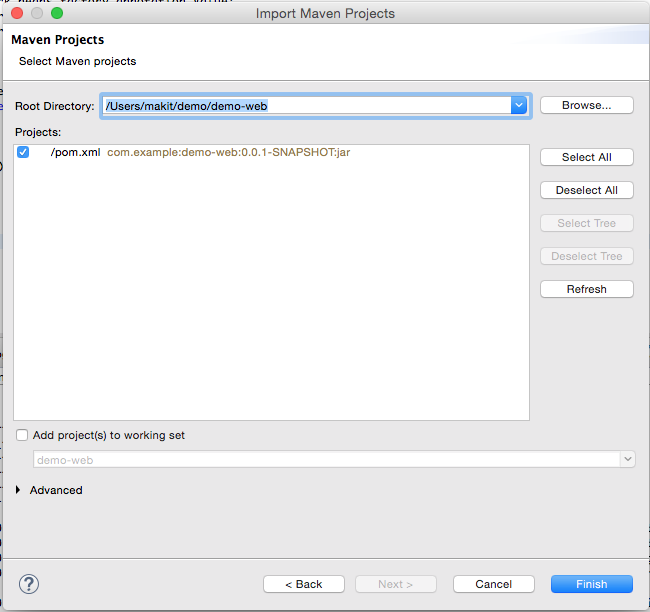 Import Maven Projects
Maven Projects
Select Maven projects
Root Directory: /Users/makit/demo/demo-web Browse...
Projects:
/pom.xml com.example:demo-web:0.0.1-SNAPSHOT:jar
Select All
Deselect All
Select Tree
Deselect Tree
Refresh
Add project(s) to working set
demo-web
Advanced
? < Back Next > Cancel Finish